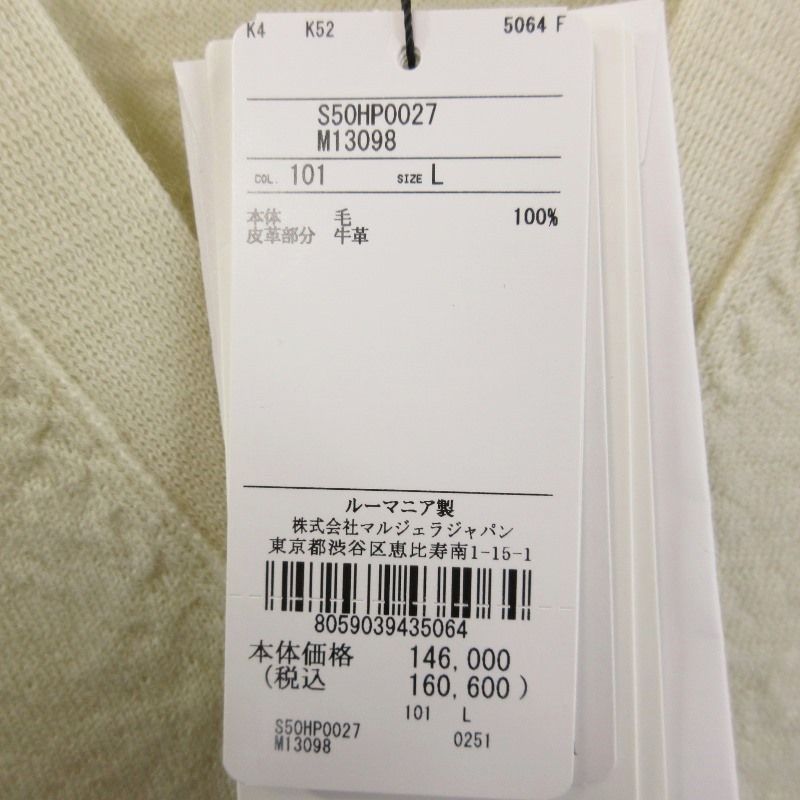 K4 K52 5064 F
S50HP0027
M13098
COL. 101 SIZE L
本体 毛 100%
皮革部分 牛革
ルーマニア製
株式会社マルジェラジャパン
東京都渋谷区恵比寿南1-15-1
8059039435064
本体価格 146,000
(税込 160,600)
101 L
S50HP0027
M13098 0251